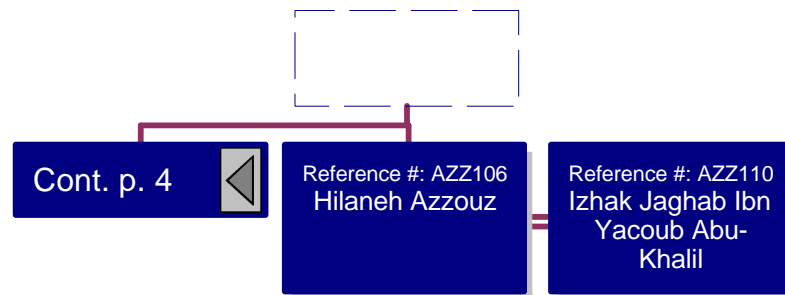 Cont. p. 4
Reference #: AZZ106
Hilaneh Azzouz
Reference #: AZZ110
Izhak Jaghab Ibn
Yacoub Abu-
Khalil